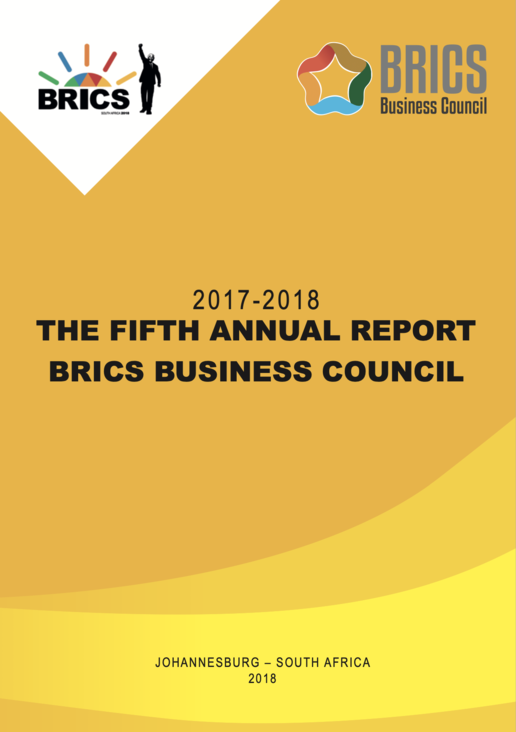 BRICS
SOUTH AFRICA 2018
BRICS
Business Council
2017-2018
THE FIFTH ANNUAL REPORT
BRICS BUSINESS COUNCIL
JOHANNESBURG – SOUTH AFRICA
2018